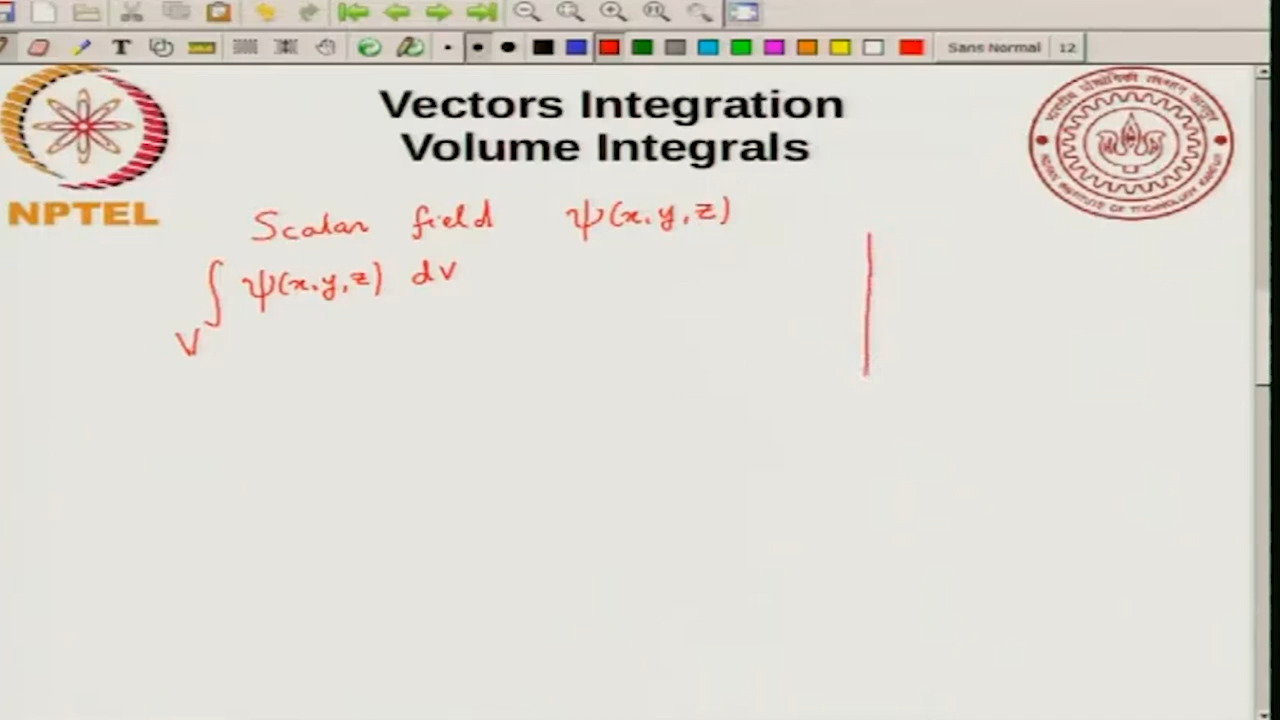 Sans Normal 12
Vectors Integration
Volume Integrals
NPTEL
Scalar field ψ(x,y,z)
∫ ψ(x,y,z) dv
V